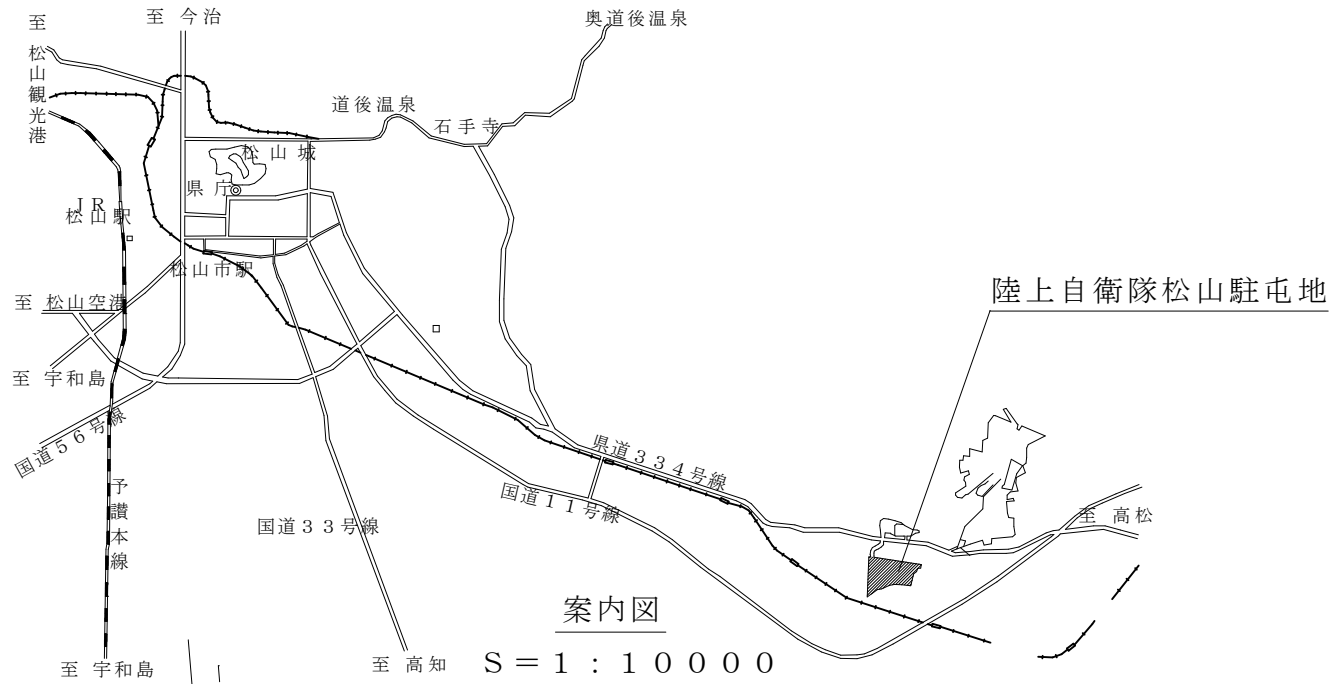 至 今治
奥道後温泉
至 松山観光港
道後温泉
石手寺
松山城
県庁
JR
松山駅
松山市駅
至 松山空港
陸上自衛隊松山駐屯地
至 宇和島
国道56号線
県道334号線
予讃本線
国道11号線
国道33号線
至 高松
案内図
至 宇和島
至 高知
S=1:10000